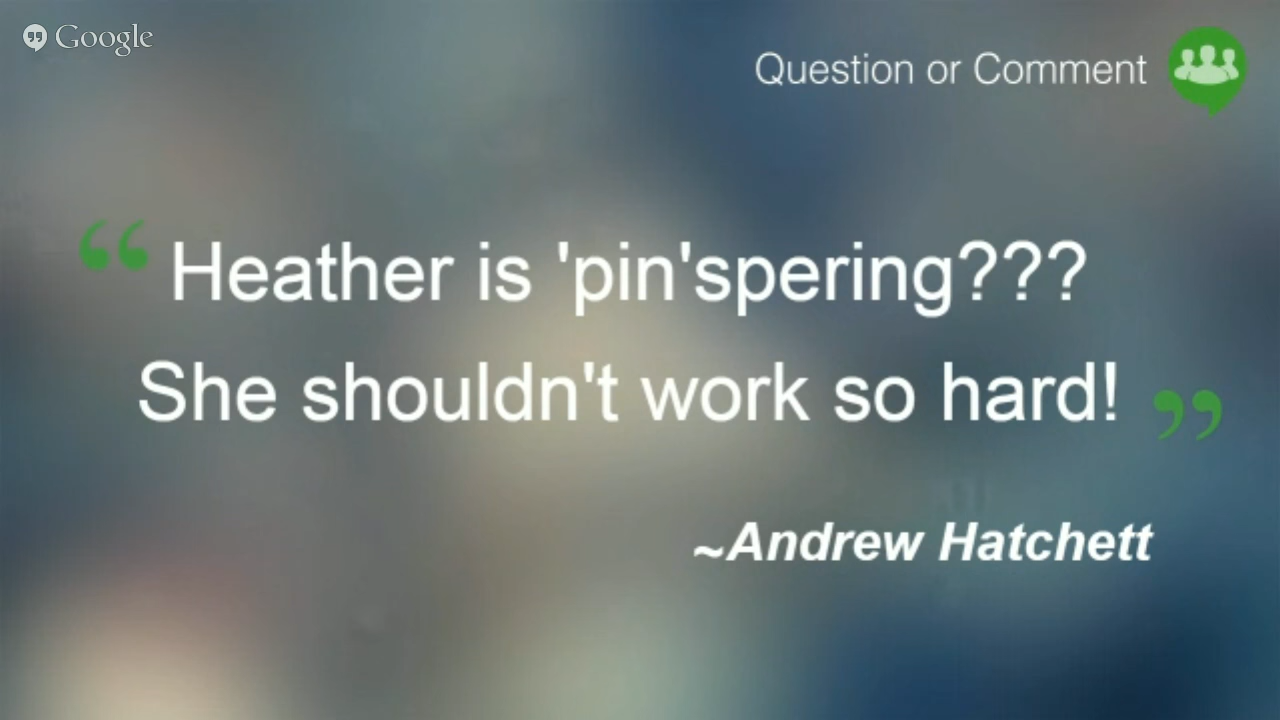 Google
Question or Comment
“ Heather is 'pin'spering???
She shouldn't work so hard! ”
~Andrew Hatchett